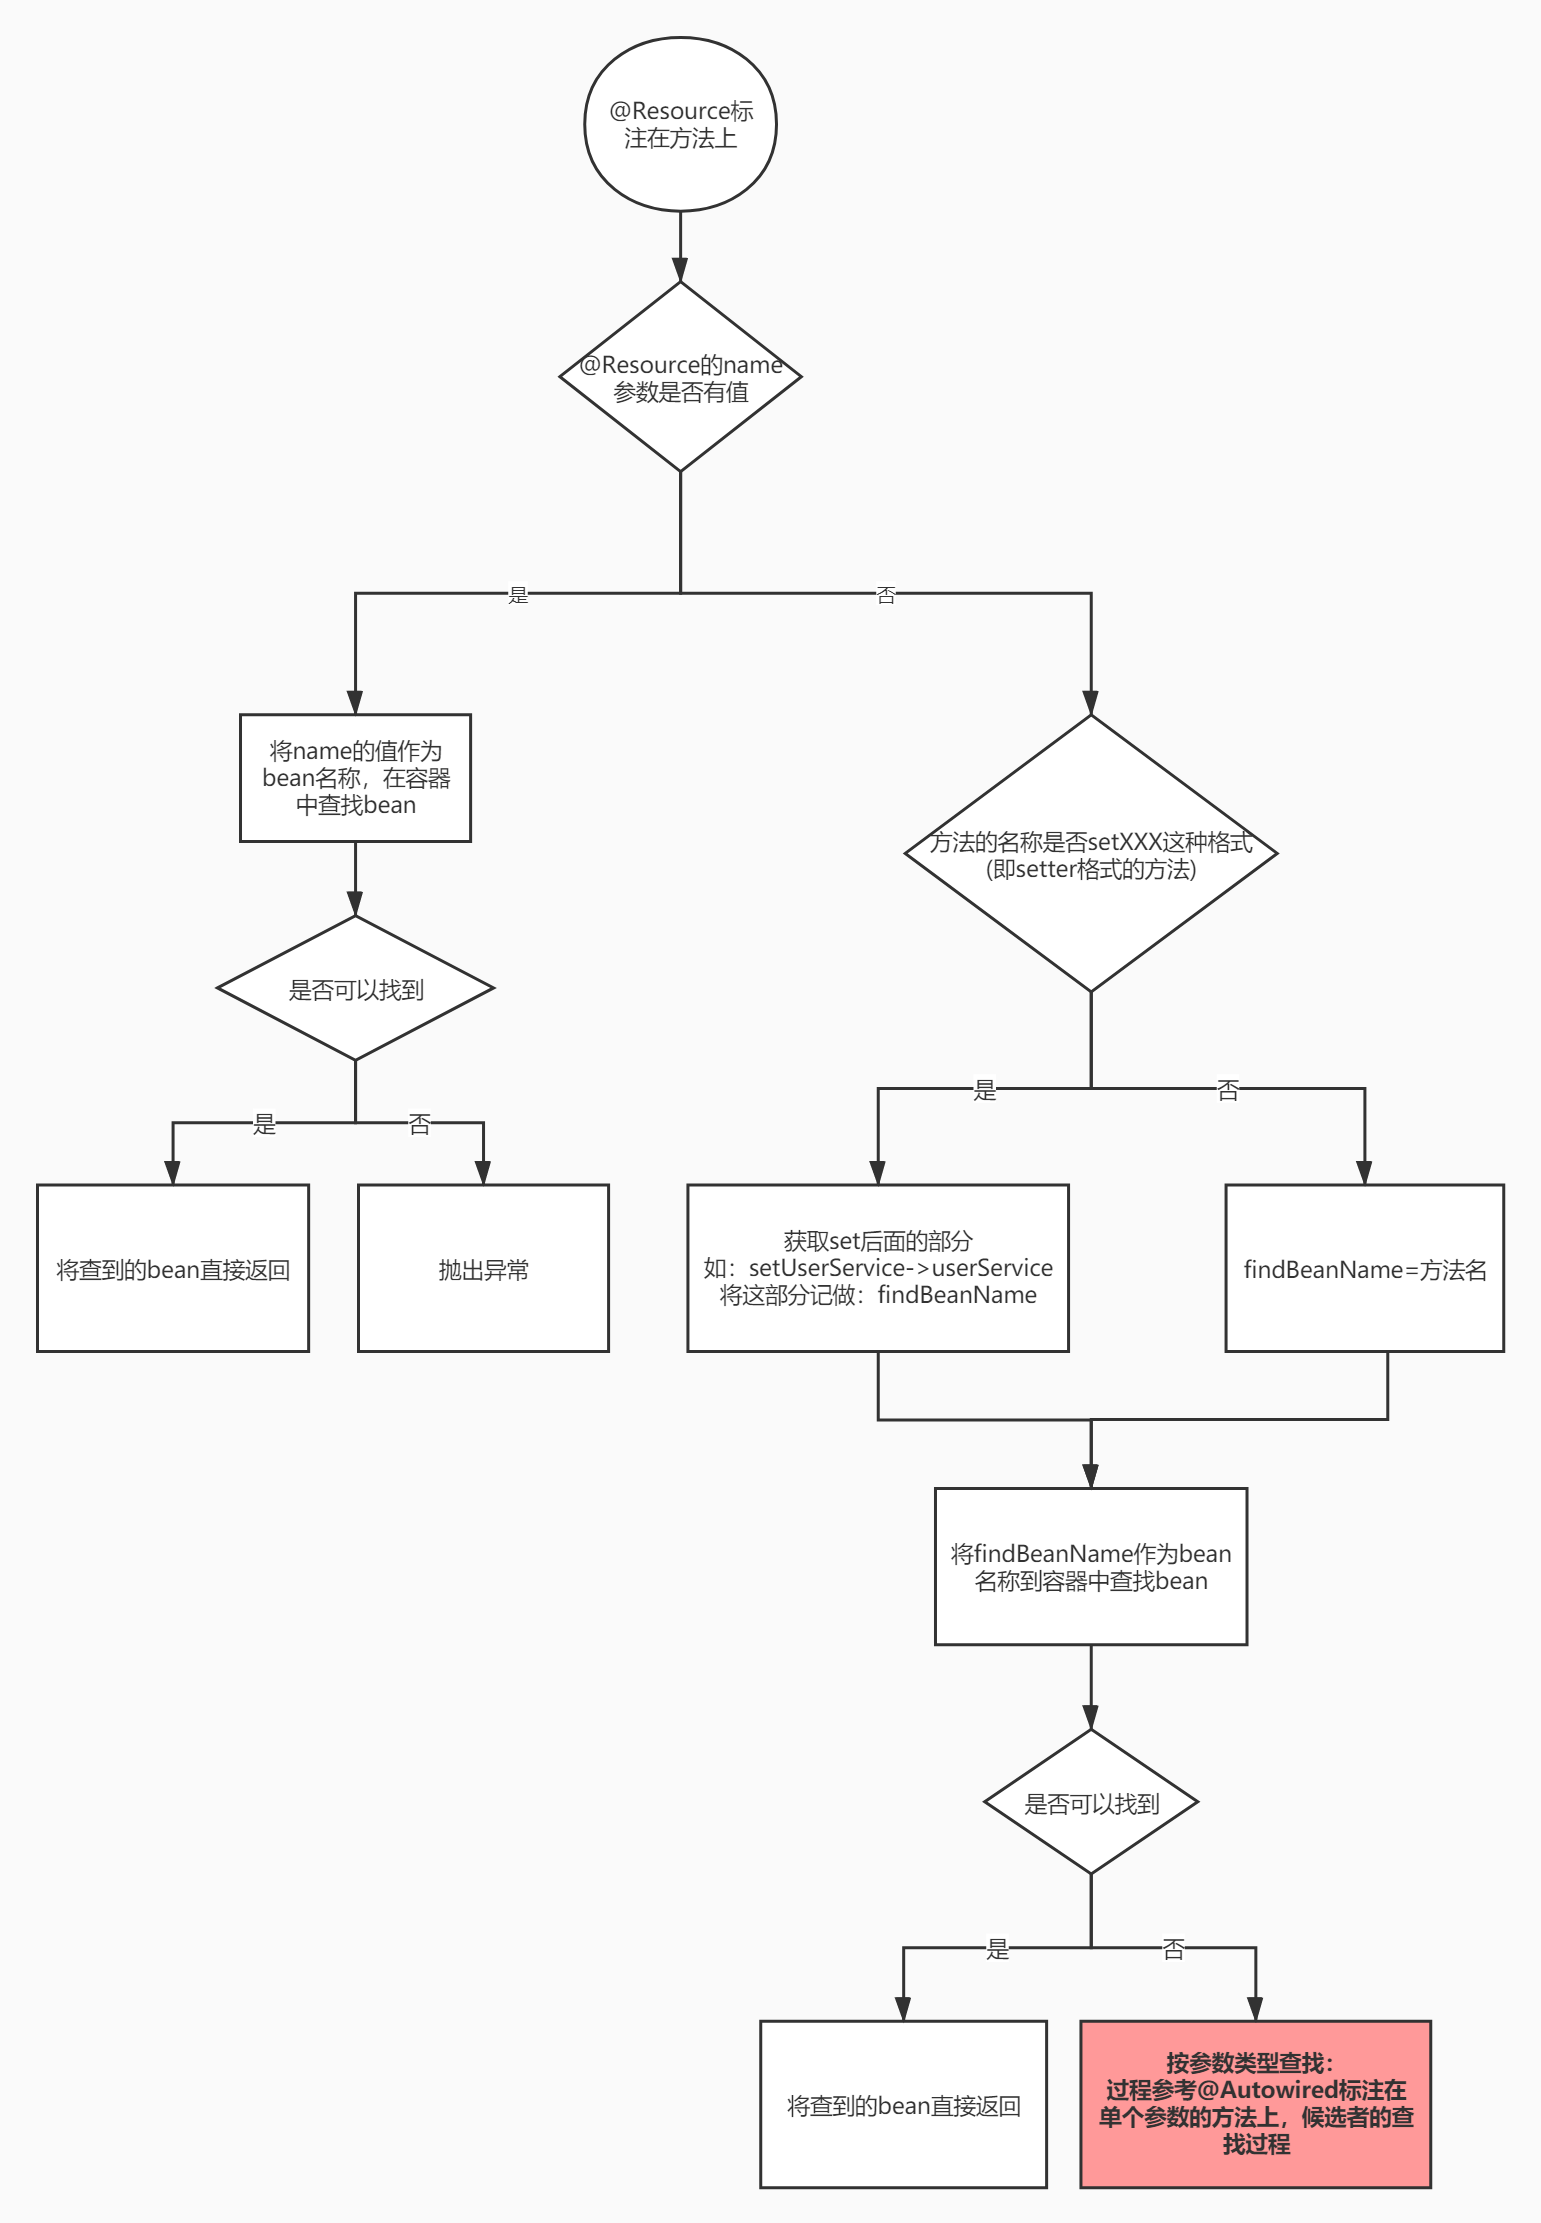 @Resource标
注在方法上
@Resource的name
参数是否有值
是
否
将name的值作为
bean名称，在容器
中查找bean
方法的名称是否setXXX这种格式
(即setter格式的方法)
是否可以找到
是
否
是
否
将查到的bean直接返回
抛出异常
获取set后面的部分
如：setUserService->userService
将这部分记做：findBeanName
findBeanName=方法名
将findBeanName作为bean
名称到容器中查找bean
是否可以找到
是
否
将查到的bean直接返回
按参数类型查找：
过程参考@Autowired标注在
单个参数的方法上，候选者的查
找过程